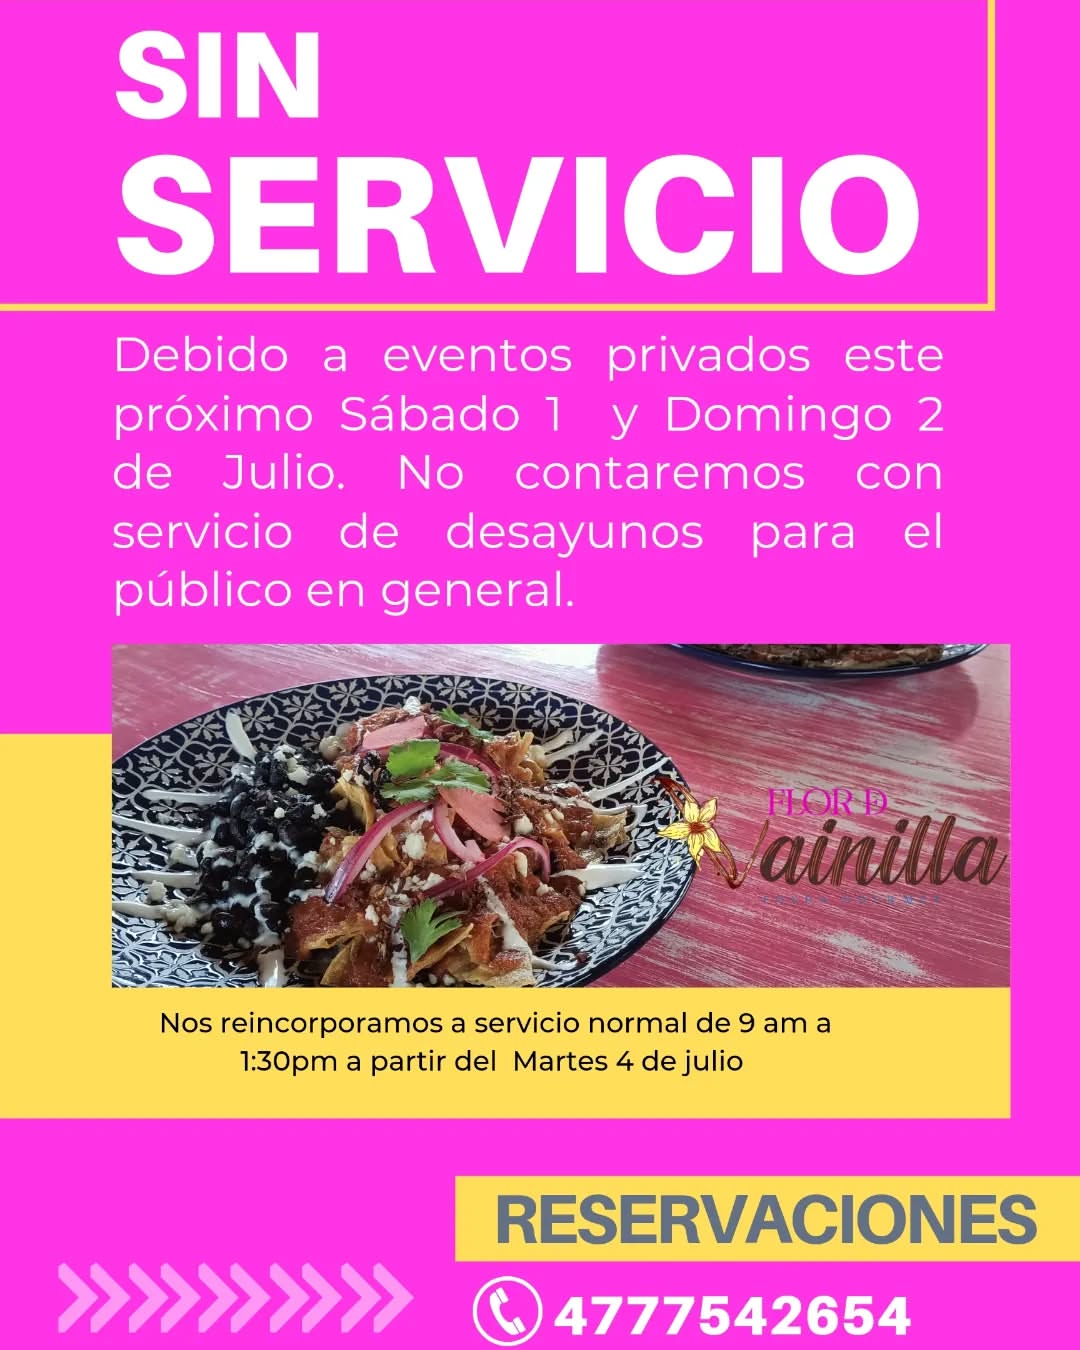 SIN
SERVICIO
Debido a eventos privados este
próximo Sábado 1 y Domingo 2
de Julio. No contaremos con
servicio de desayunos para el
público en general.
FLOR D
Vainilla
Nos reincorporamos a servicio normal de 9 am a
1:30pm a partir del Martes 4 de julio
RESERVACIONES
4777542654